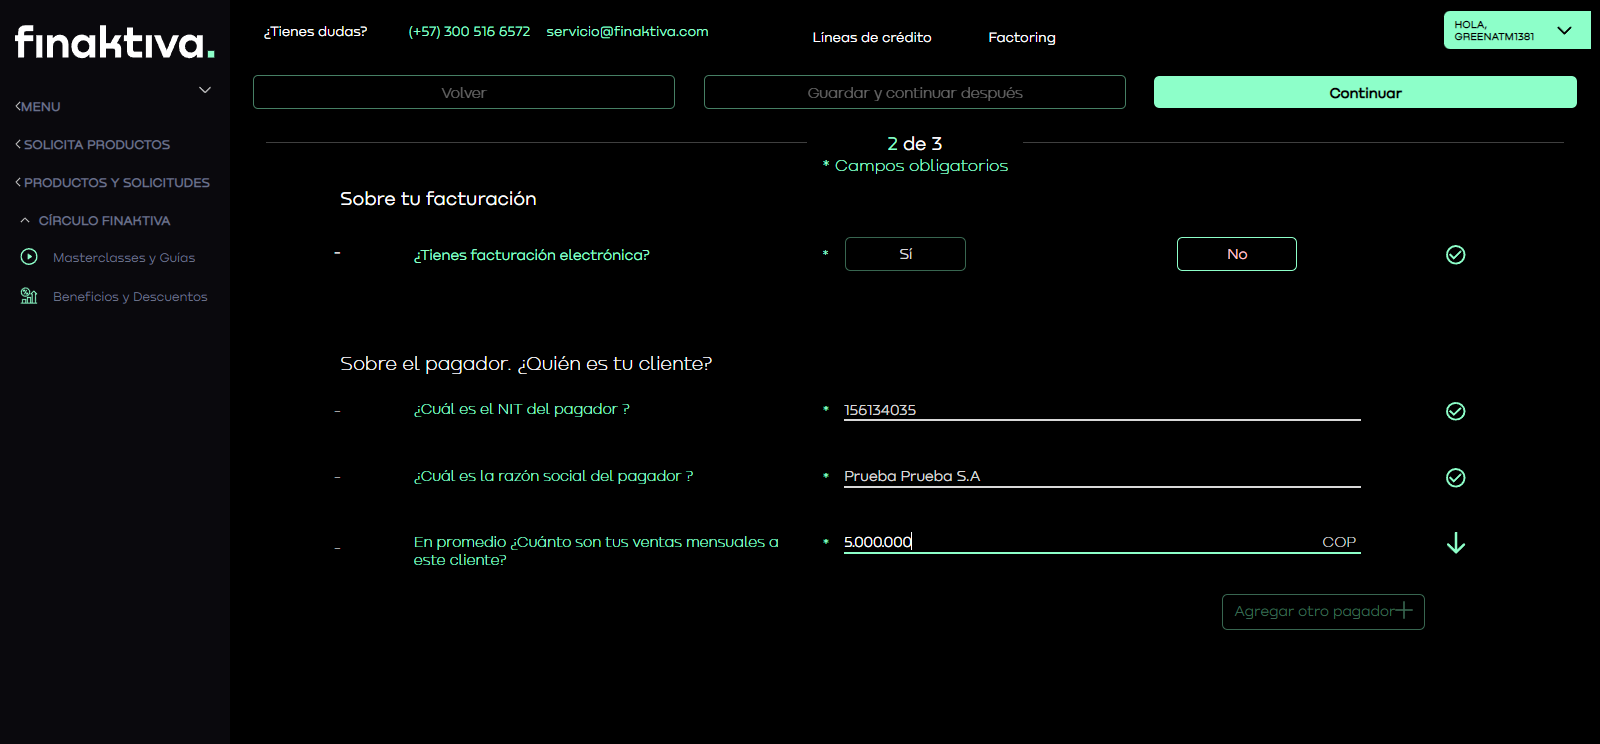 finaktiva.
MENU
SOLICITA PRODUCTOS
PRODUCTOS Y SOLICITUDES
CÍRCULO FINAKTIVA
Masterclasses y Guías
Beneficios y Descuentos
¿Tienes dudas? (+57) 300 516 6572 servicio@finaktiva.com Líneas de crédito Factoring
HOLA,
GREENATM1381
Volver Guardar y continuar después Continuar
2 de 3
* Campos obligatorios
Sobre tu facturación
- ¿Tienes facturación electrónica? * Sí No
Sobre el pagador. ¿Quién es tu cliente?
- ¿Cuál es el NIT del pagador ? * 156134035
- ¿Cuál es la razón social del pagador ? * Prueba Prueba S.A
- En promedio ¿Cuánto son tus ventas mensuales a * 5.000.000 COP
este cliente?
Agregar otro pagador+